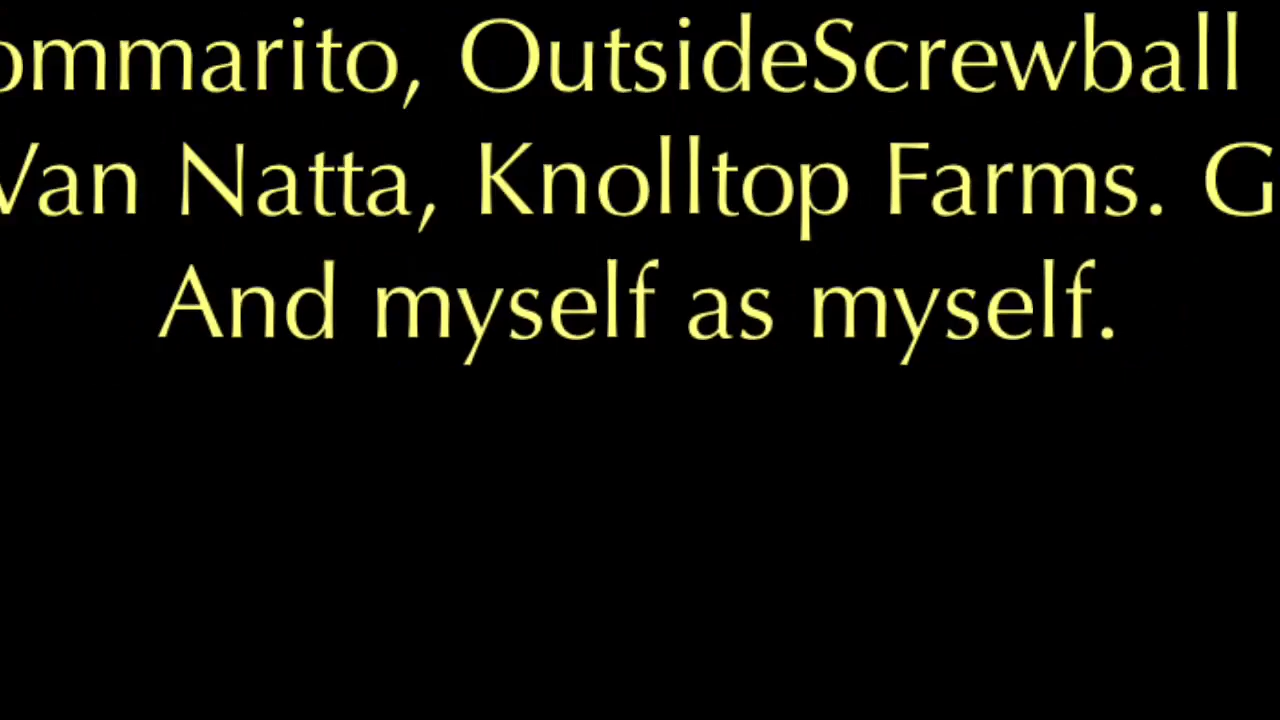 ommarito, OutsideScrewball
Van Natta, Knolltop Farms. G
And myself as myself.